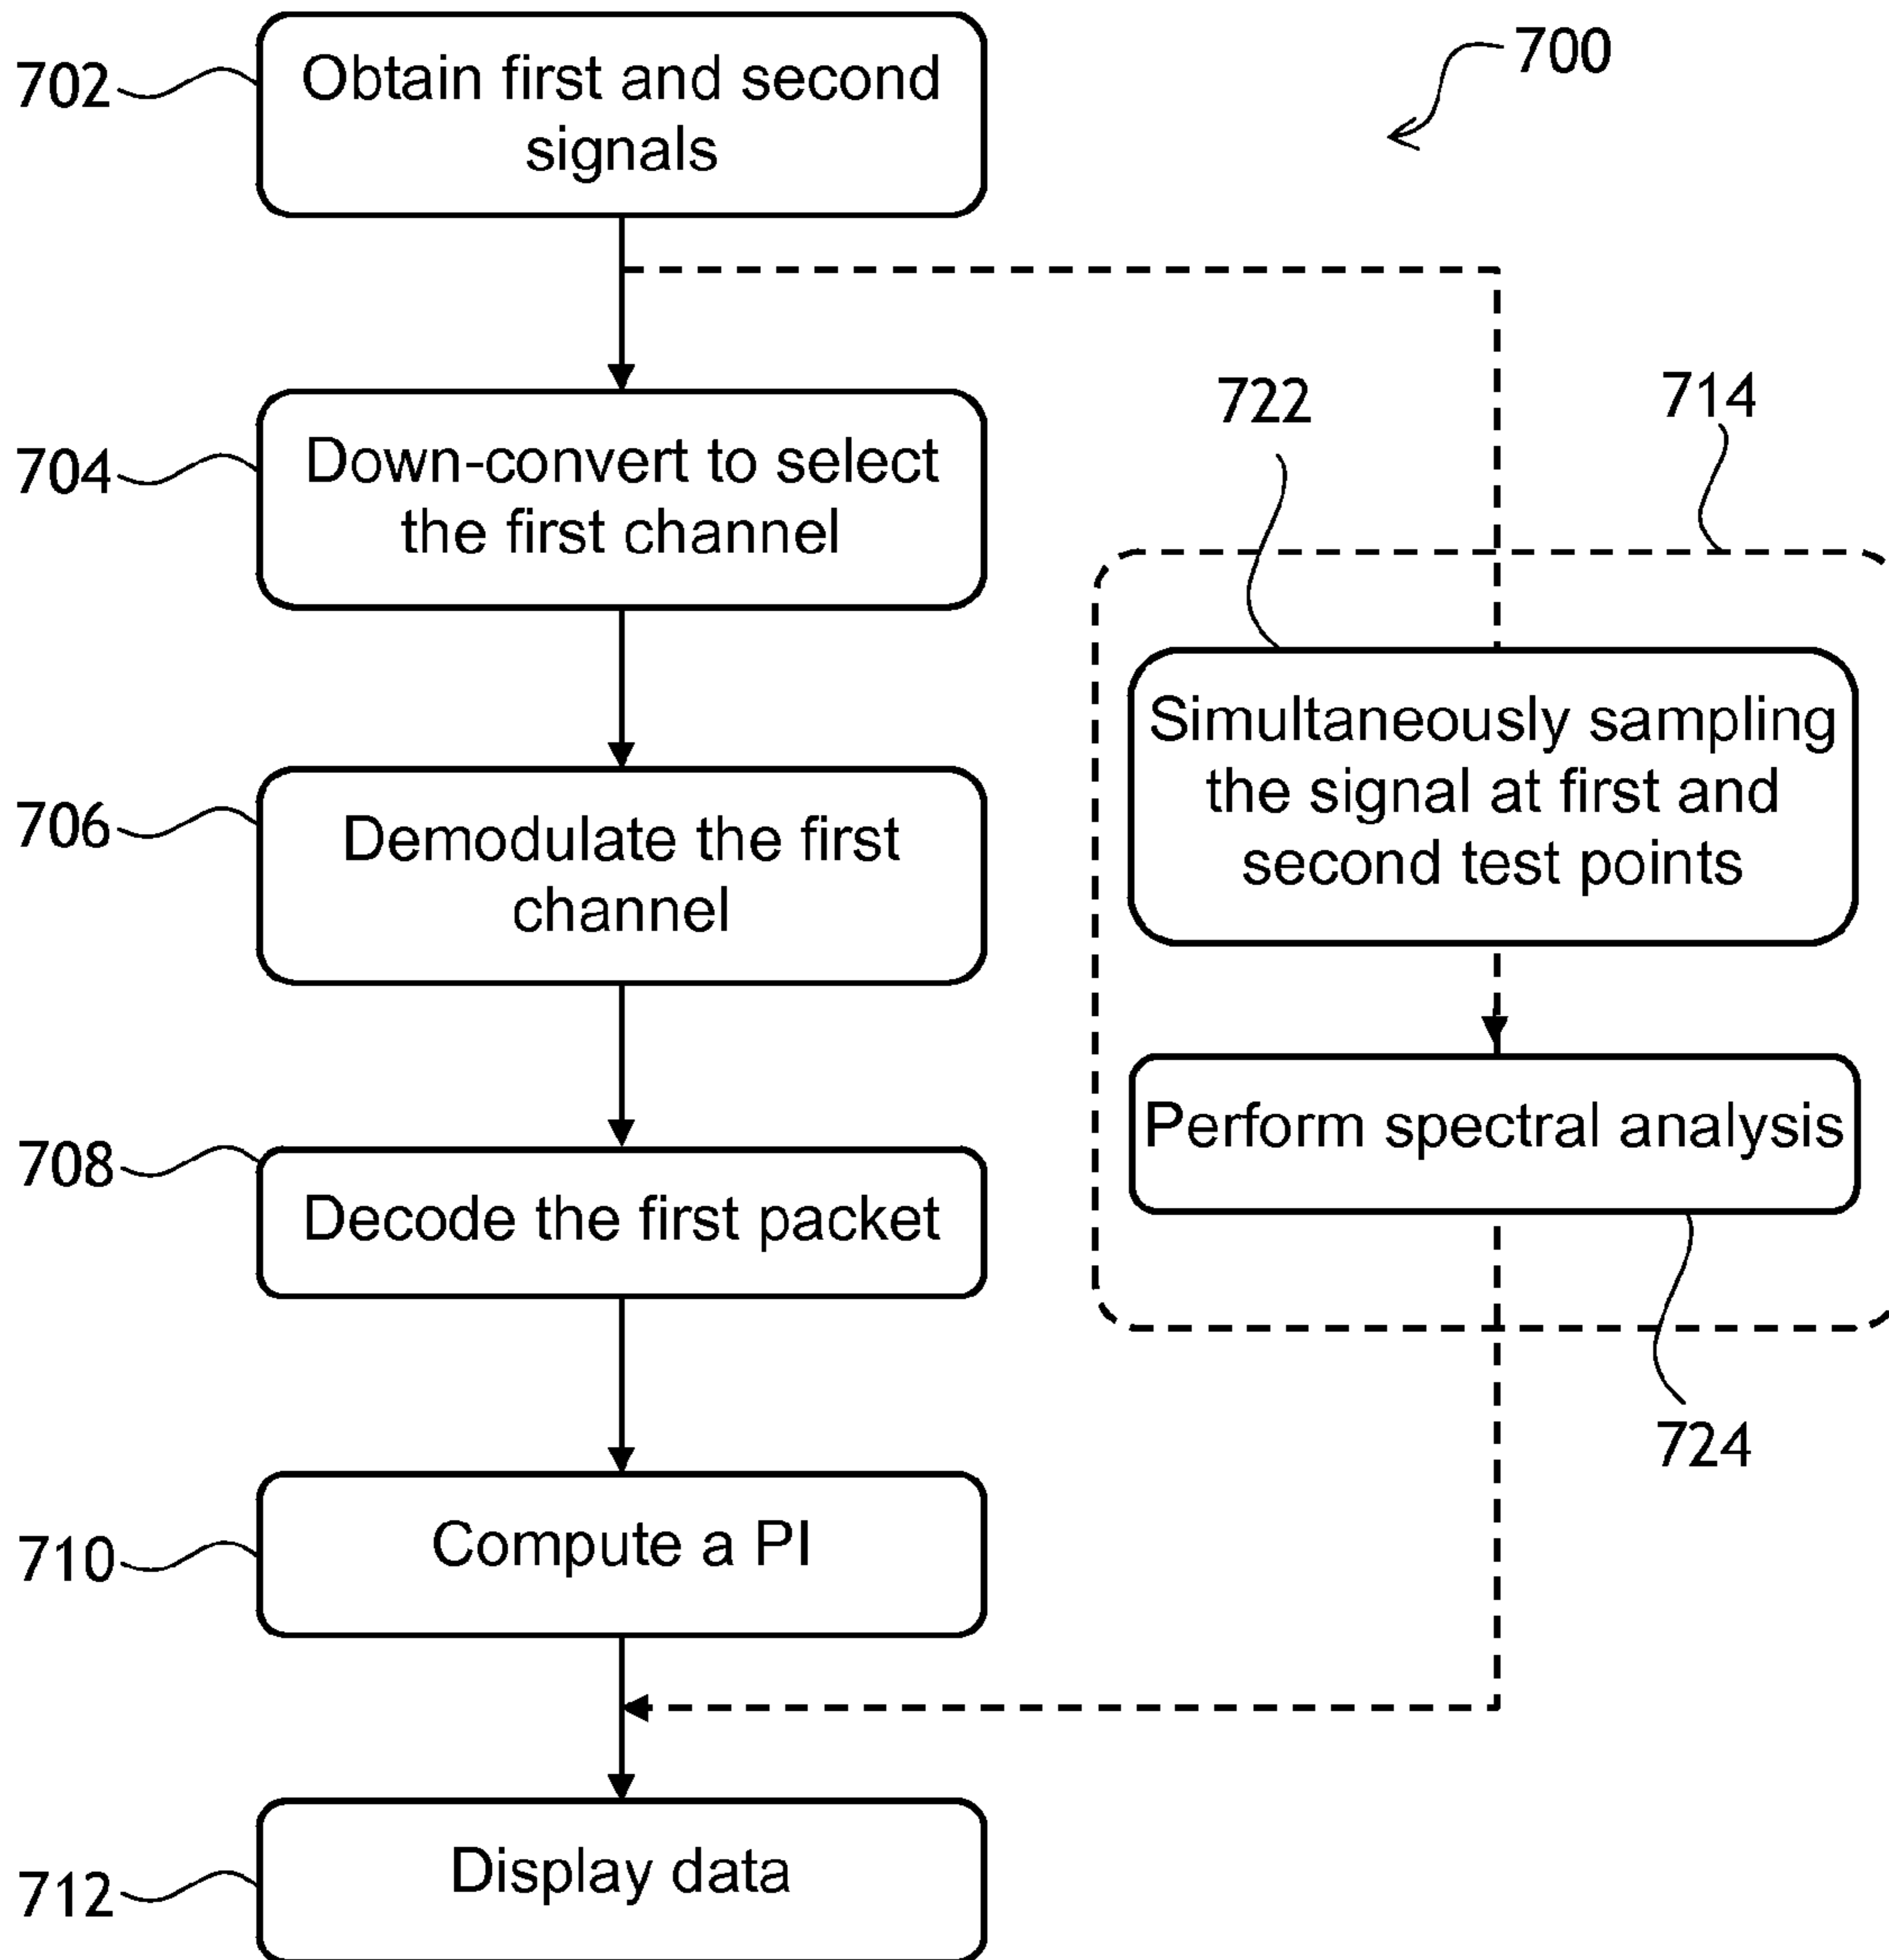 700
702
Obtain first and second
signals
704
Down-convert to select
the first channel
722
714
706
Demodulate the first
channel
Simultaneously sampling
the signal at first and
second test points
708
Decode the first packet
Perform spectral analysis
724
710
Compute a PI
712
Display data